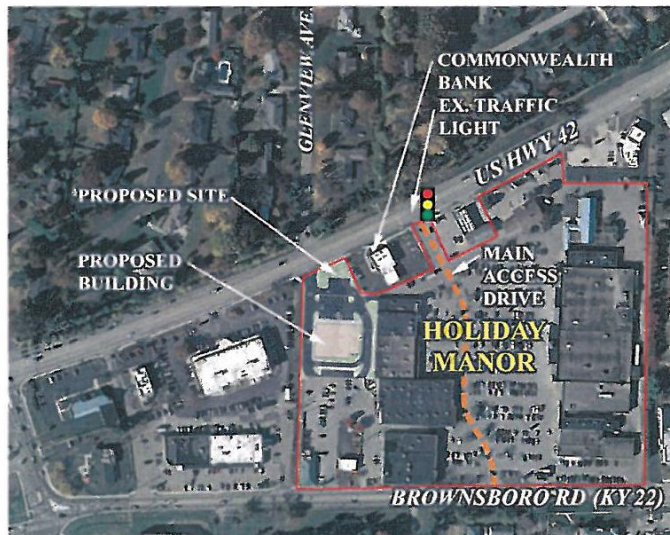 GLENVIEW AVE.
COMMONWEALTH
BANK
EX. TRAFFIC
LIGHT
US HWY 42
PROPOSED SITE
PROPOSED
BUILDING
MAIN
ACCESS
DRIVE
HOLIDAY
MANOR
BROWNSBORO RD (KY 22)